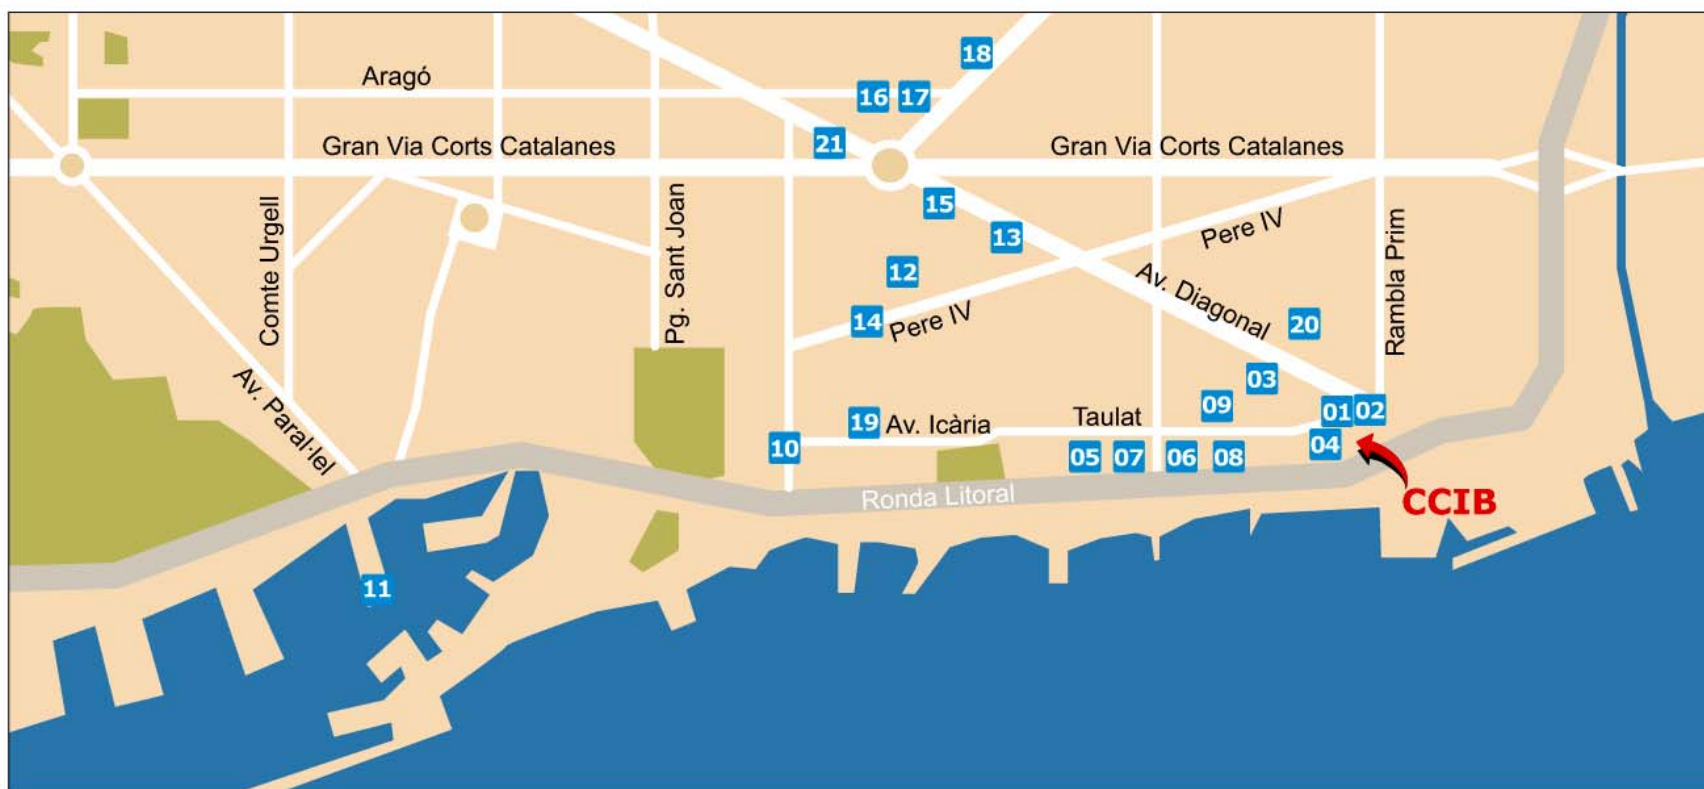 18
Aragó
16
17
21
Gran Via Corts Catalanes
Gran Via Corts Catalanes
15
Comte Urgell
Pg. Sant Joan
13
Pere IV
Rambla Prim
12
Av. Diagonal
14
Pere IV
20
Av. Paral·lel
03
09
01
02
19
Av. Icària
Taulat
10
04
05
07
06
08
Ronda Litoral
CCIB
11